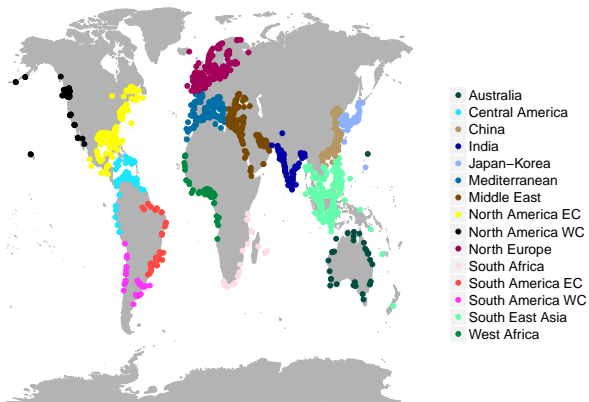 Australia
Central America
China
India
Japan−Korea
Mediterranean
Middle East
North America EC
North America WC
North Europe
South Africa
South America EC
South America WC
South East Asia
West Africa